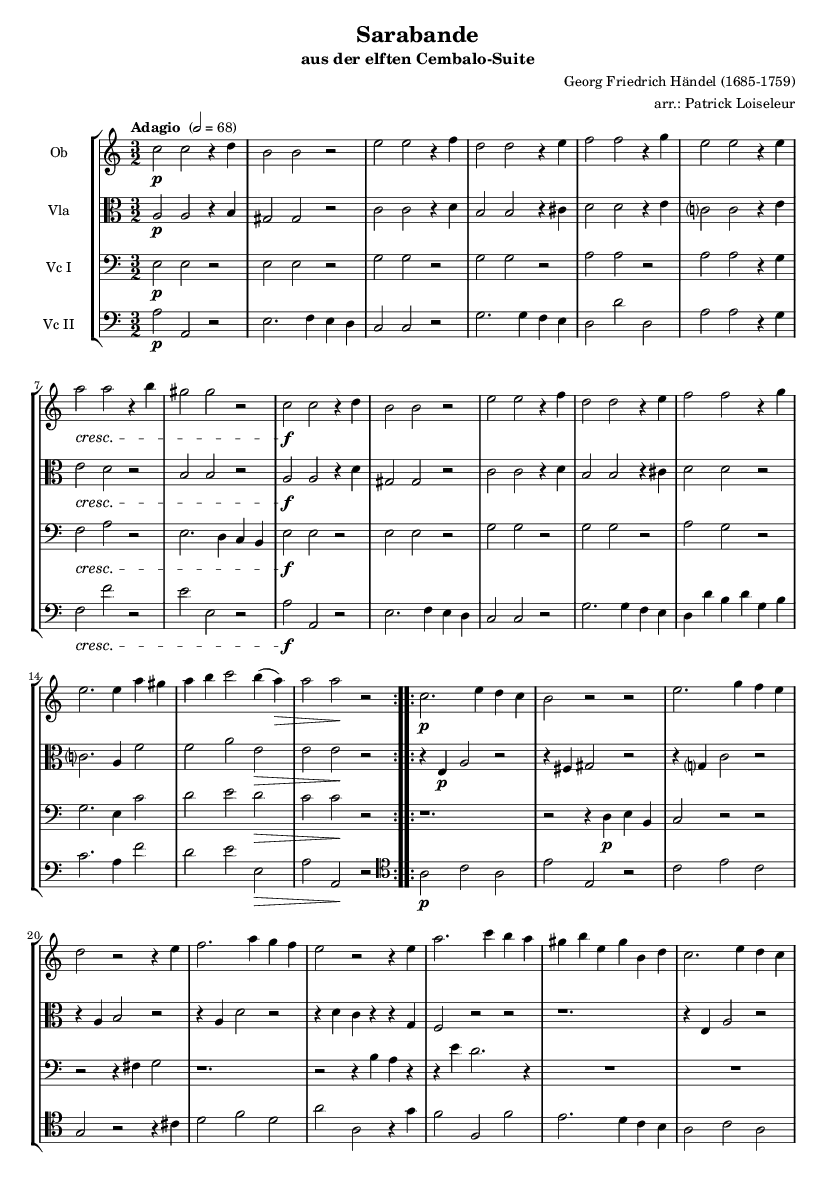 Sarabande
aus der elften Cembalo-Suite
Georg Friedrich Händel (1685-1759)
arr.: Patrick Loiseleur
Adagio (𝅗𝅥 = 68)
Ob
p
Vla
p
Vc I
p
Vc II
p
7
cresc. f
cresc. f
cresc. f
cresc. f
14
p
p
p
p
20